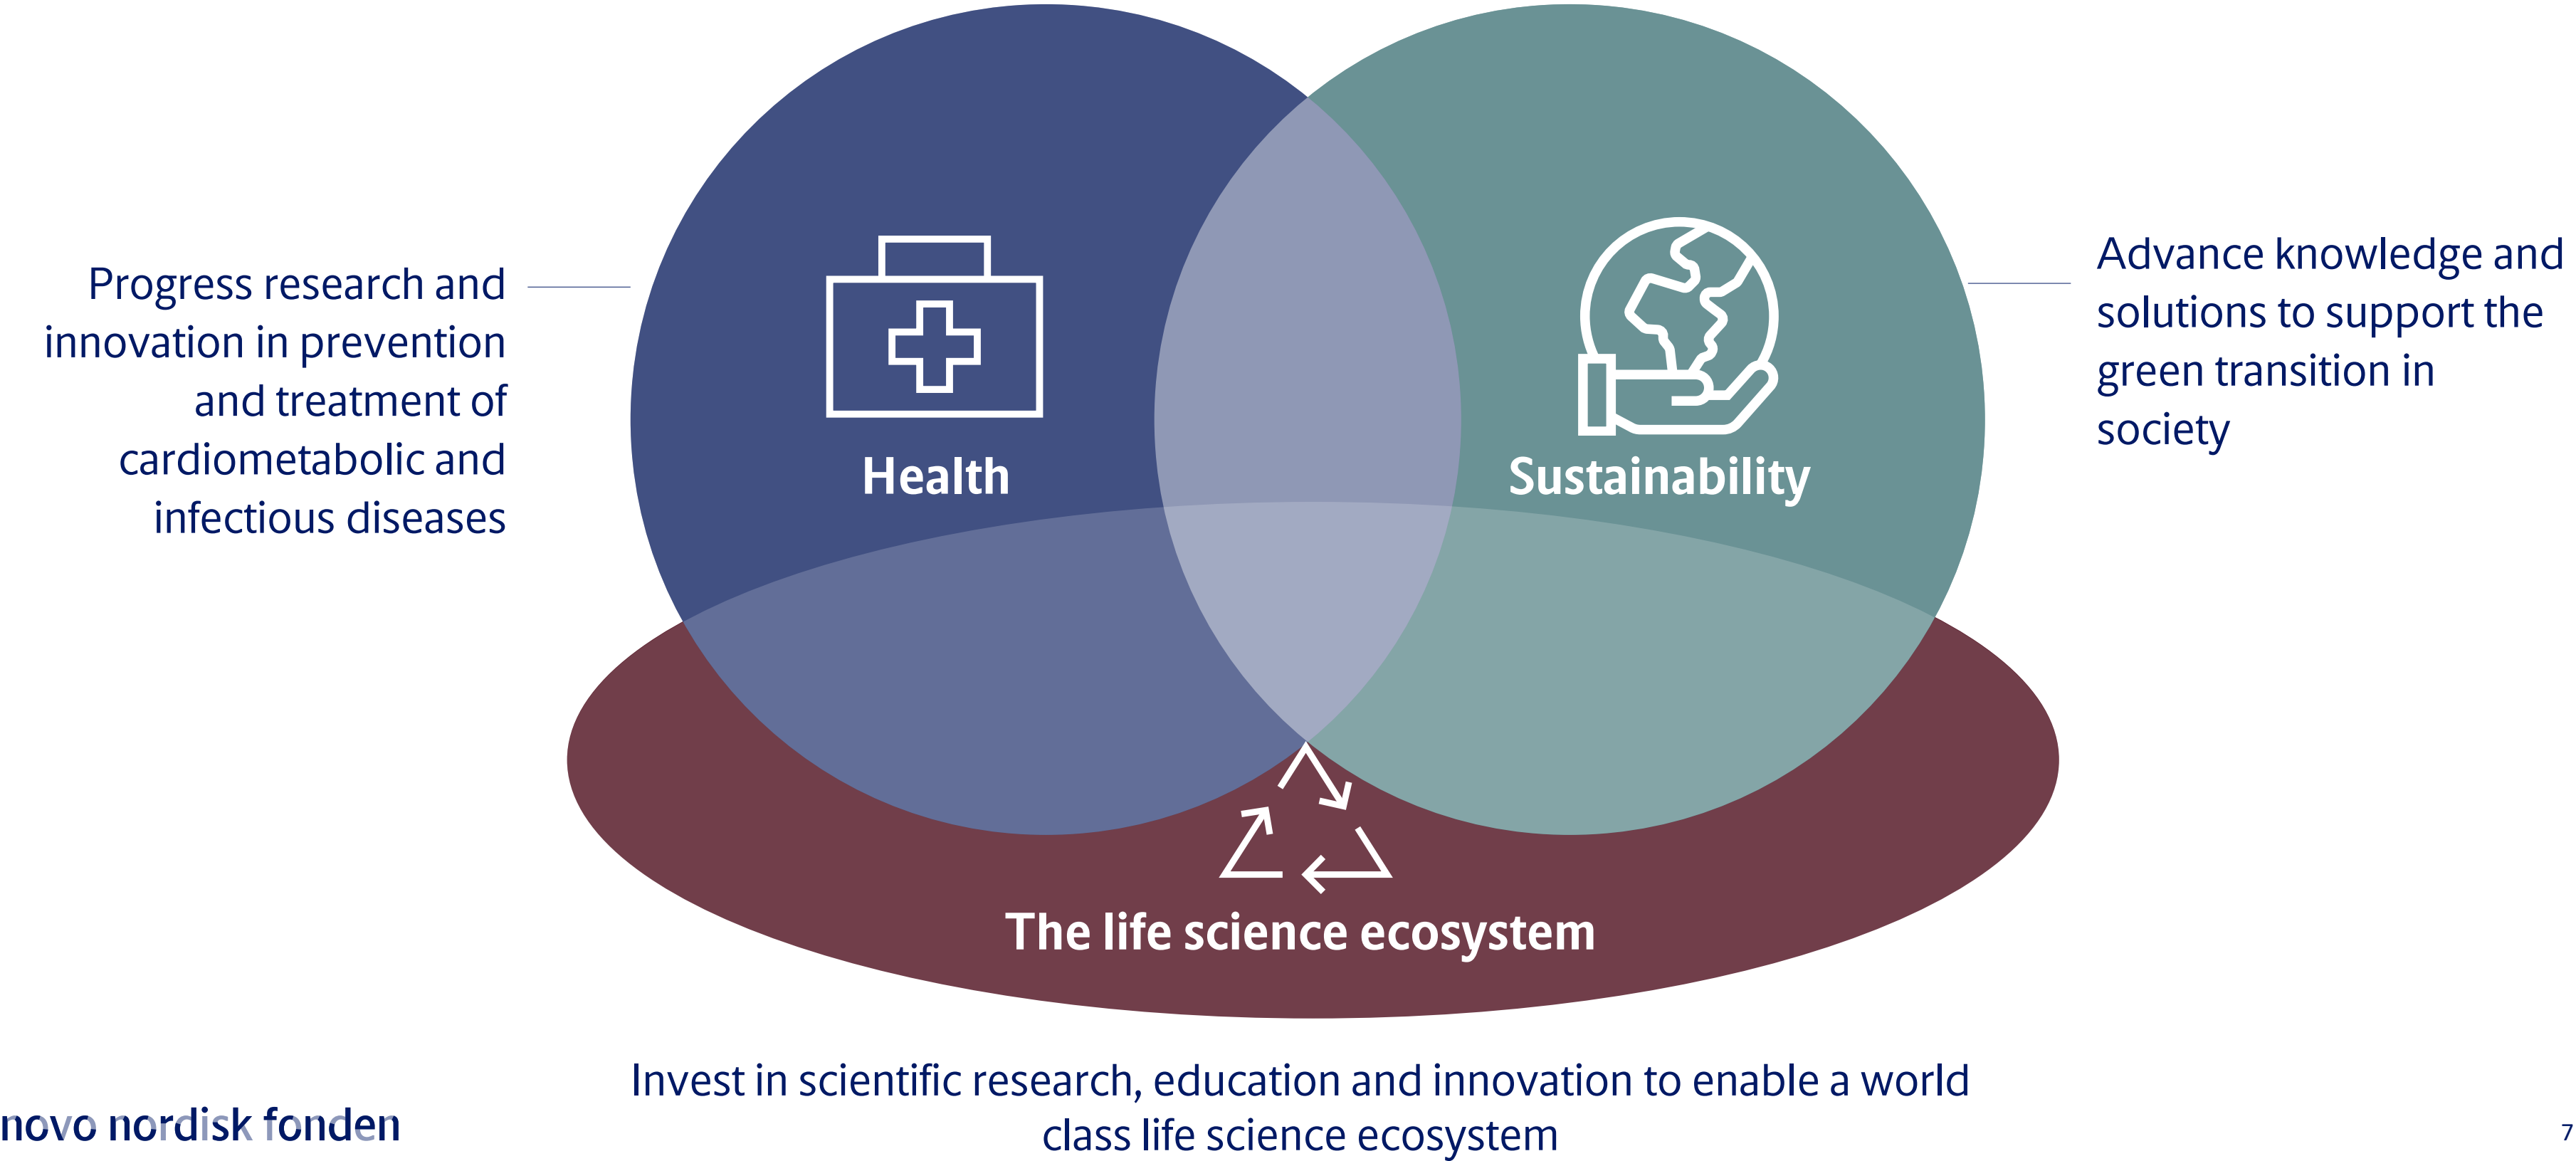 Progress research and
innovation in prevention
and treatment of
cardiometabolic and
infectious diseases
Health
Sustainability
Advance knowledge and
solutions to support the
green transition in
society
The life science ecosystem
Invest in scientific research, education and innovation to enable a world
class life science ecosystem
novo nordisk fonden
7